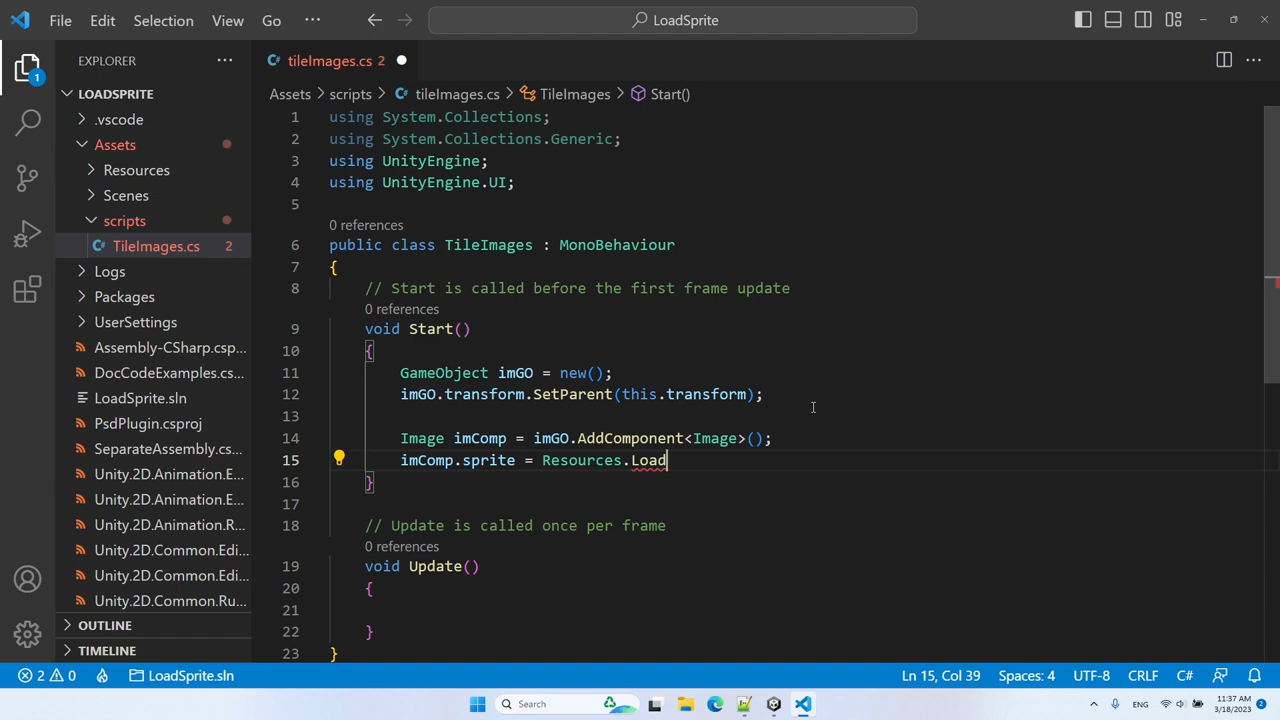 File Edit Selection View Go ··· LoadSprite
EXPLORER ···
LOADSPRITE
.vscode
Assets
Resources
Scenes
scripts
TileImages.cs 2
Logs
Packages
UserSettings
Assembly-CSharp.csp...
DocCodeExamples.cs...
LoadSprite.sln
PsdPlugin.csproj
SeparateAssembly.cs...
Unity.2D.Animation.E...
Unity.2D.Animation.E...
Unity.2D.Animation.R...
Unity.2D.Common.Edi...
Unity.2D.Common.Edi...
Unity.2D.Common.Ru...
OUTLINE
TIMELINE
1
tileImages.cs 2
Assets > scripts > tileImages.cs > TileImages > Start()
1 using System.Collections;
2 using System.Collections.Generic;
3 using UnityEngine;
4 using UnityEngine.UI;
5
0 references
6 public class TileImages : MonoBehaviour
7 {
8 // Start is called before the first frame update
0 references
9 void Start()
10 {
11 GameObject imGO = new();
12 imGO.transform.SetParent(this.transform);
13
14 Image imComp = imGO.AddComponent<Image>();
15 imComp.sprite = Resources.Load
16 }
17
18 // Update is called once per frame
0 references
19 void Update()
20 {
21
22 }
23 }
2 0 LoadSprite.sln Ln 15, Col 39 Spaces: 4 UTF-8 CRLF C#
Search ENG 11:37 AM
3/18/2023 2